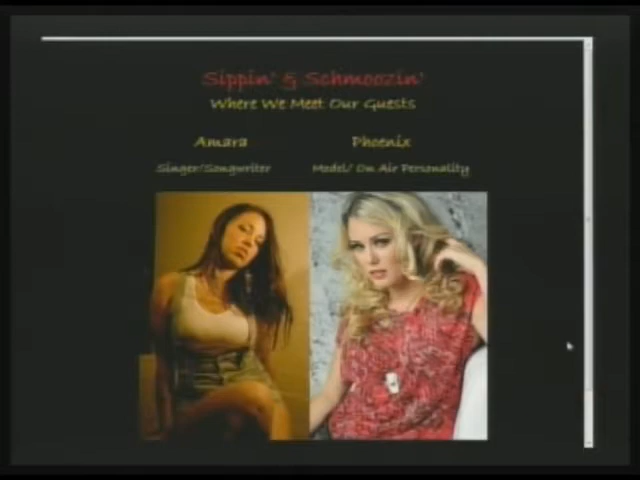 Sippin' & Schmoozin'
Where We Meet Our Guests
Amara Phoenix
Singer/Songwriter Model/ On Air Personality